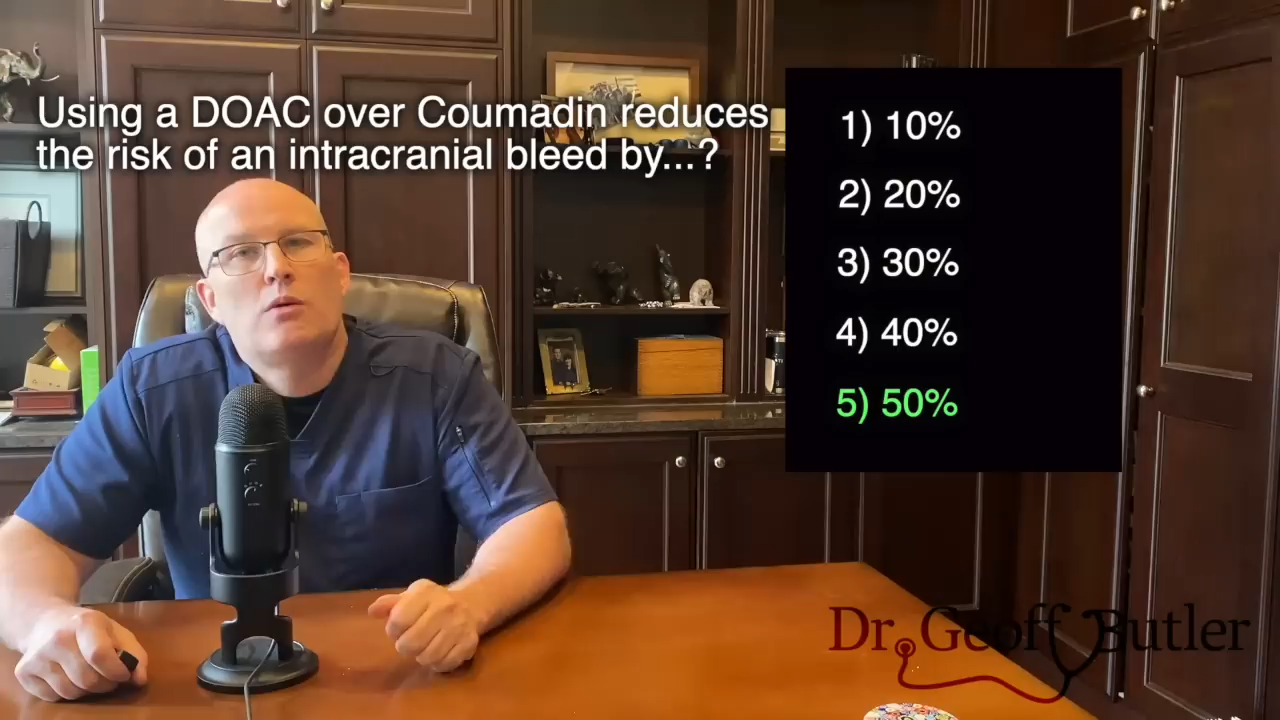 Using a DOAC over Coumadin reduces
the risk of an intracranial bleed by...?
1) 10%
2) 20%
3) 30%
4) 40%
5) 50%
Dr. Geoff Butler